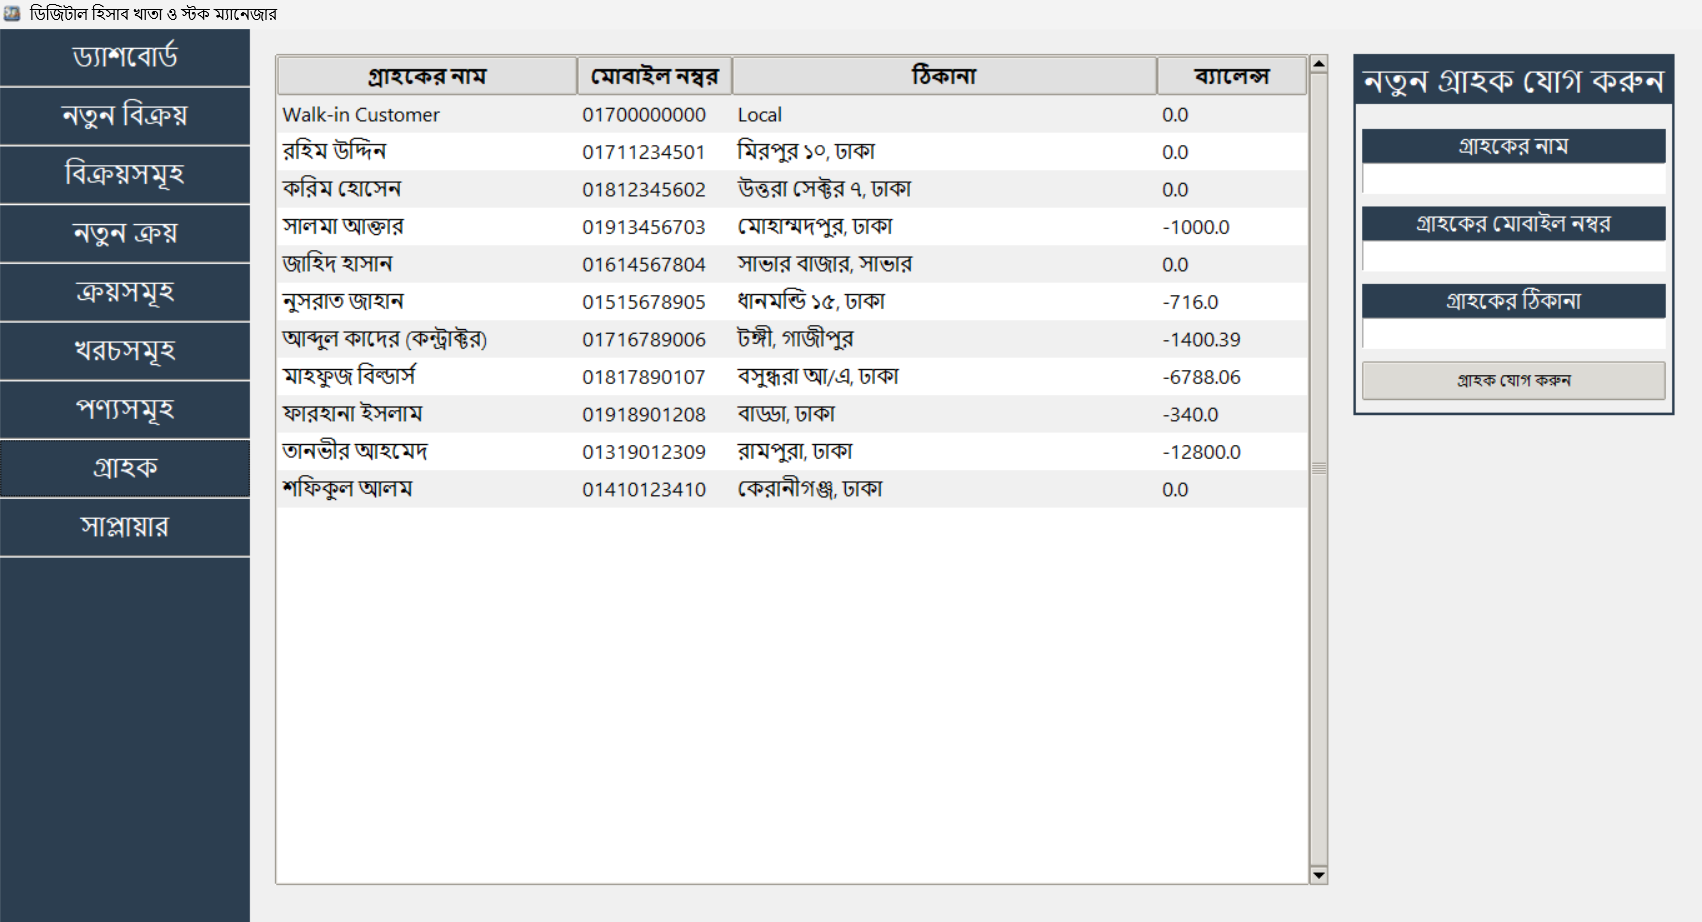 ডিজিটাল হিসাব খাতা ও স্টক ম্যানেজার
ড্যাশবোর্ড
নতুন বিক্রয়
বিক্রয়সমূহ
নতুন ক্রয়
ক্রয়সমূহ
খরচসমূহ
পণ্যসমূহ
গ্রাহক
সাপ্লায়ার
গ্রাহকের নাম মোবাইল নম্বর ঠিকানা ব্যালেন্স
Walk-in Customer 01700000000 Local 0.0
রহিম উদ্দিন 01711234501 মিরপুর ১০, ঢাকা 0.0
করিম হোসেন 01812345602 উত্তরা সেক্টর ৭, ঢাকা 0.0
সালমা আক্তার 01913456703 মোহাম্মদপুর, ঢাকা -1000.0
জাহিদ হাসান 01614567804 সাভার বাজার, সাভার 0.0
নুসরাত জাহান 01515678905 ধানমন্ডি ১৫, ঢাকা -716.0
আব্দুল কাদের (কন্ট্রাক্টর) 01716789006 টঙ্গী, গাজীপুর -1400.39
মাহফুজ বিল্ডার্স 01817890107 বসুন্ধরা আ/এ, ঢাকা -6788.06
ফারহানা ইসলাম 01918901208 বাড্ডা, ঢাকা -340.0
তানভীর আহমেদ 01319012309 রামপুরা, ঢাকা -12800.0
শফিকুল আলম 01410123410 কেরানীগঞ্জ, ঢাকা 0.0
নতুন গ্রাহক যোগ করুন
গ্রাহকের নাম
গ্রাহকের মোবাইল নম্বর
গ্রাহকের ঠিকানা
গ্রাহক যোগ করুন